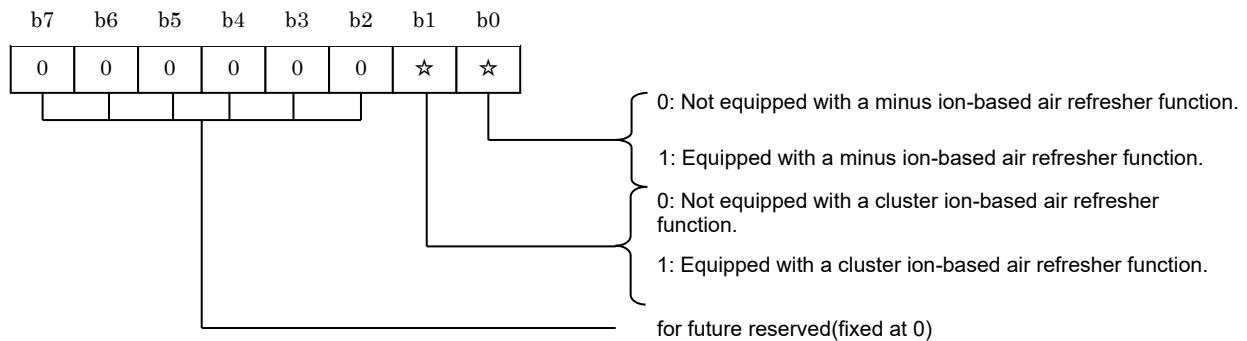 b7 b6 b5 b4 b3 b2 b1 b0
0 0 0 0 0 0 ☆ ☆
0: Not equipped with a minus ion-based air refresher function.
1: Equipped with a minus ion-based air refresher function.
0: Not equipped with a cluster ion-based air refresher
function.
1: Equipped with a cluster ion-based air refresher function.
for future reserved(fixed at 0)